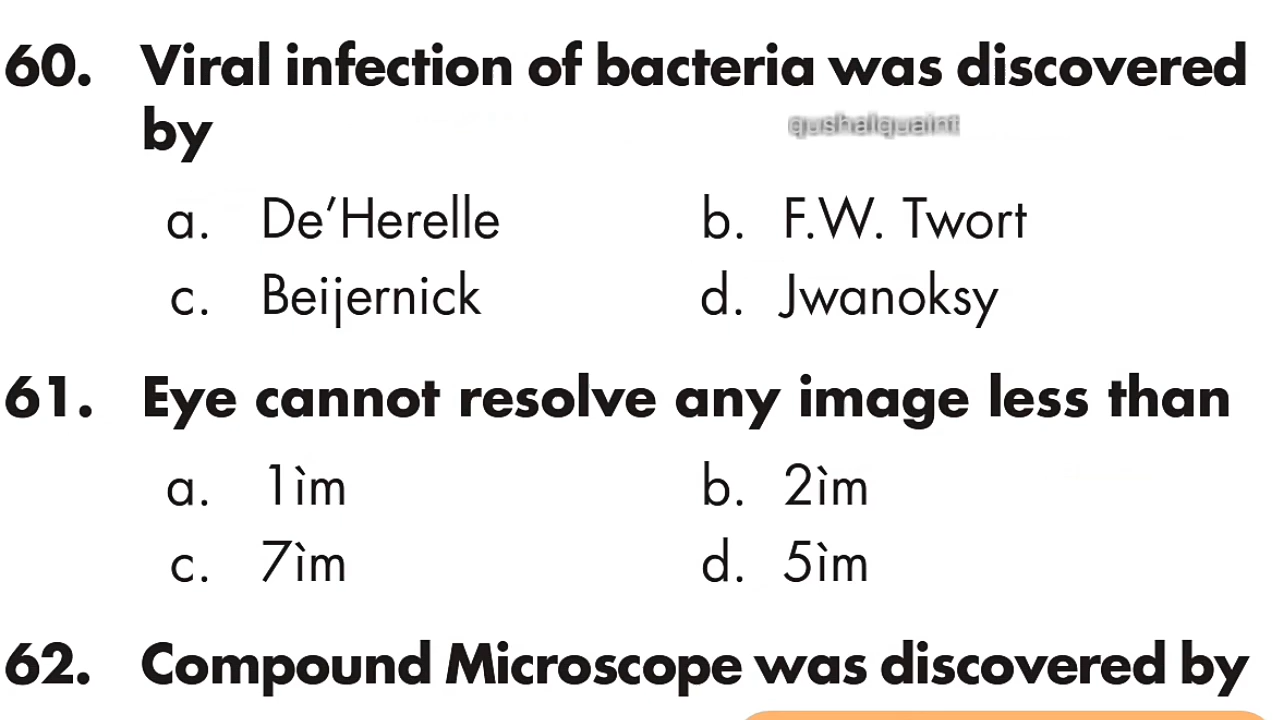 60. Viral infection of bacteria was discovered
by
qushalquaint
a. De’Herelle b. F.W. Twort
c. Beijernick d. Jwanoksy
61. Eye cannot resolve any image less than
a. 1ìm b. 2ìm
c. 7ìm d. 5ìm
62. Compound Microscope was discovered by